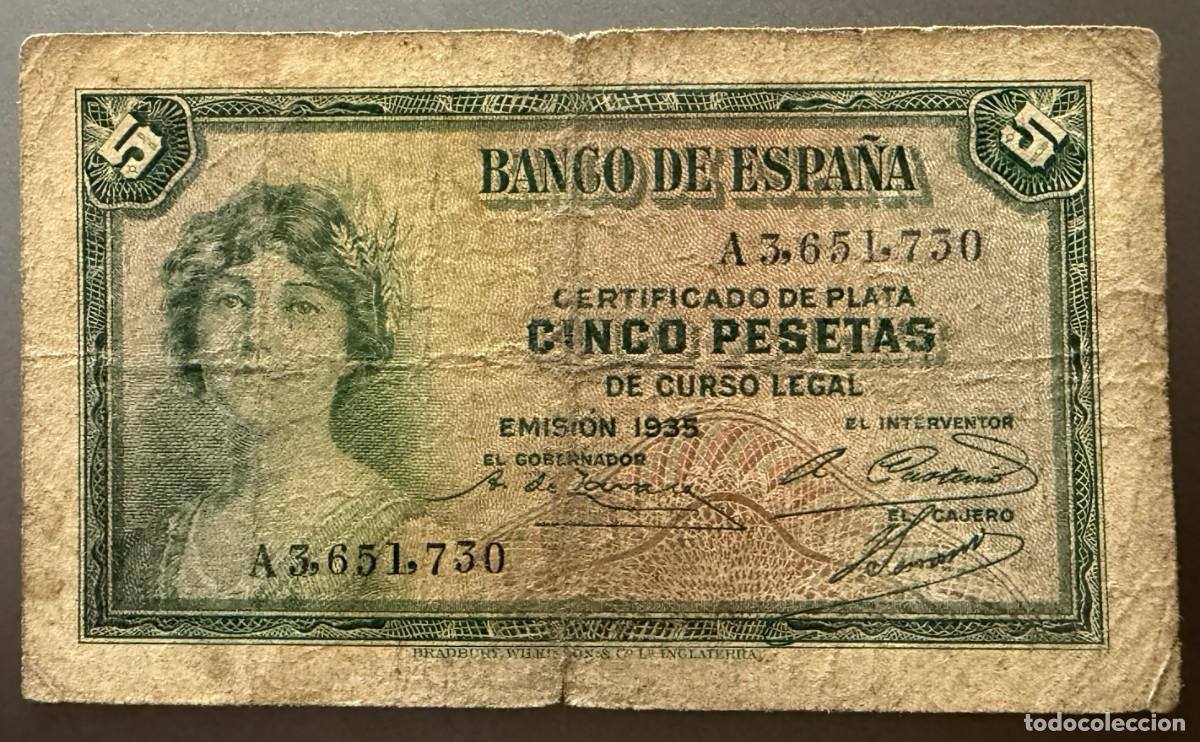 5
5
BANCO DE ESPAÑA
A 3,651,730
CERTIFICADO DE PLATA
CINCO PESETAS
DE CURSO LEGAL
EMISIÓN 1935
EL INTERVENTOR
EL GOBERNADOR
EL CAJERO
A 3,651,730
BRADBURY, WILKINSON & Cº Lᴰ INGLATERRA.
todocoleccion